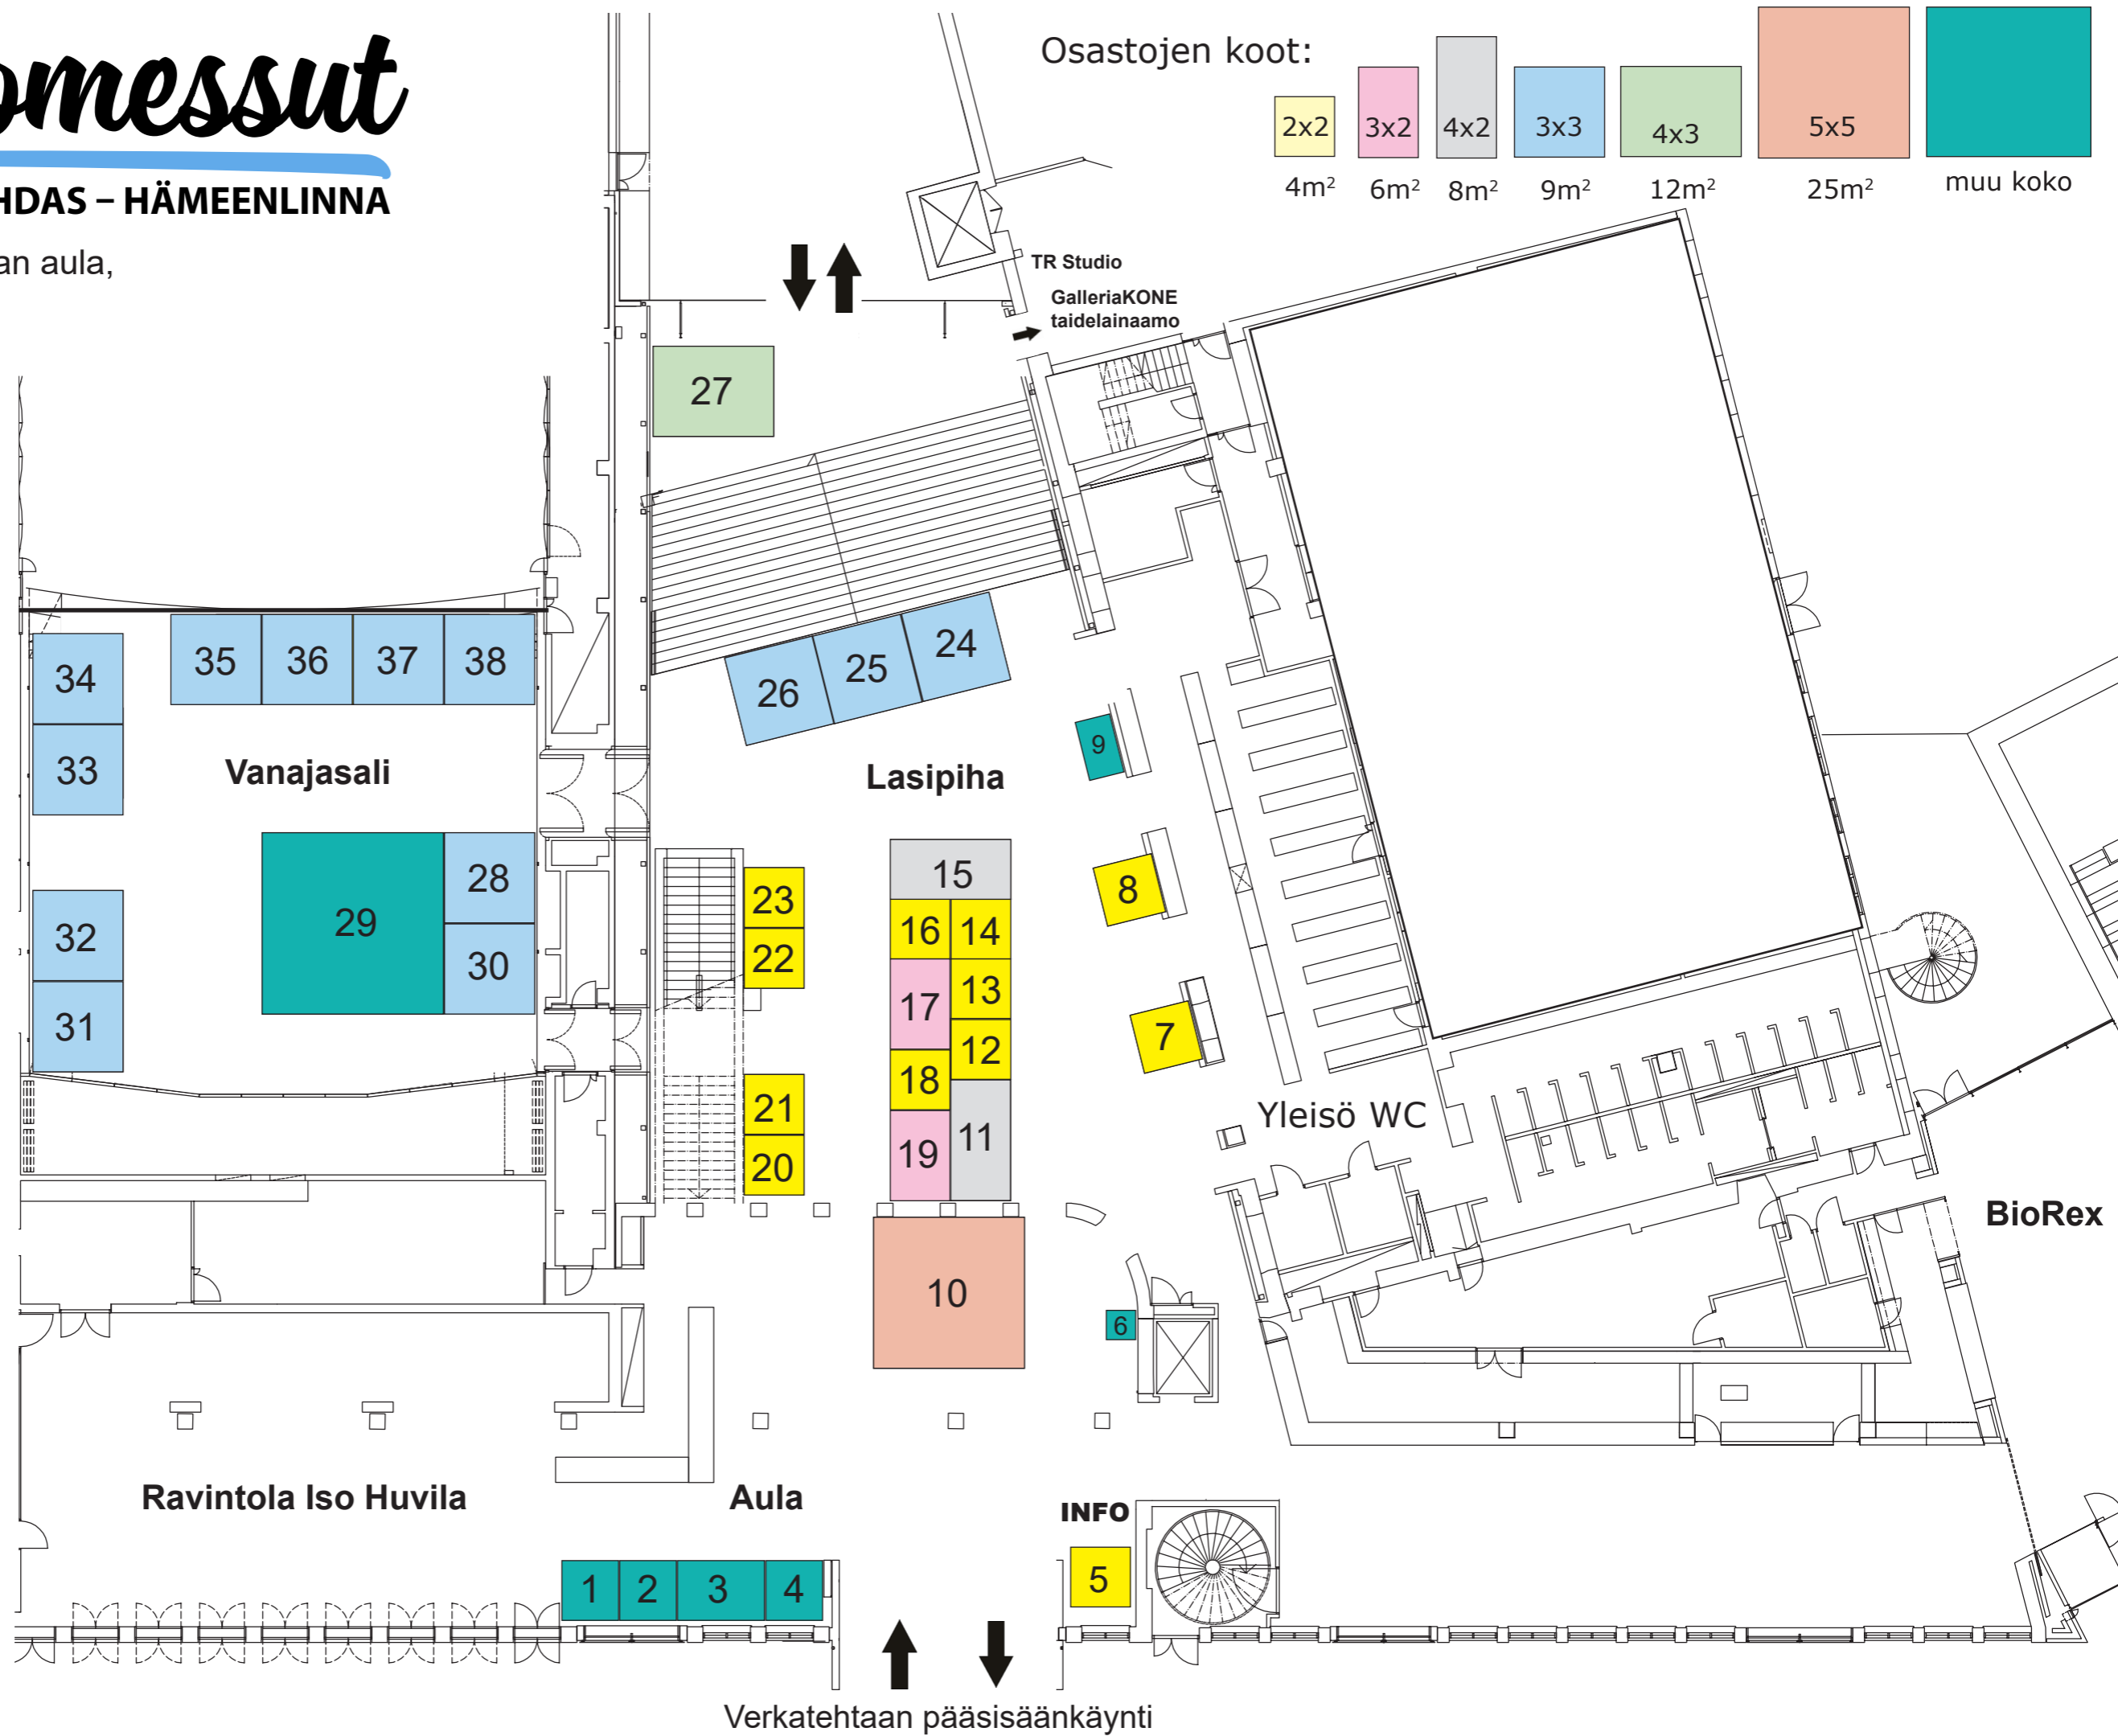 omessut
HDAS – HÄMEENLINNA
an aula,
Osastojen koot:
2x2
3x2
4x2
3x3
4x3
5x5
4m²
6m²
8m²
9m²
12m²
25m²
muu koko
TR Studio
GalleriaKONE
taidelainaamo
27
34
35
36
37
38
26
25
24
33
Vanajasali
Lasipiha
9
32
29
28
30
31
23
22
15
16
14
8
17
13
7
12
18
21
20
11
19
Yleisö WC
BioRex
10
6
Ravintola Iso Huvila
Aula
INFO
1
2
3
4
5
Verkatehtaan pääsisäänkäynti